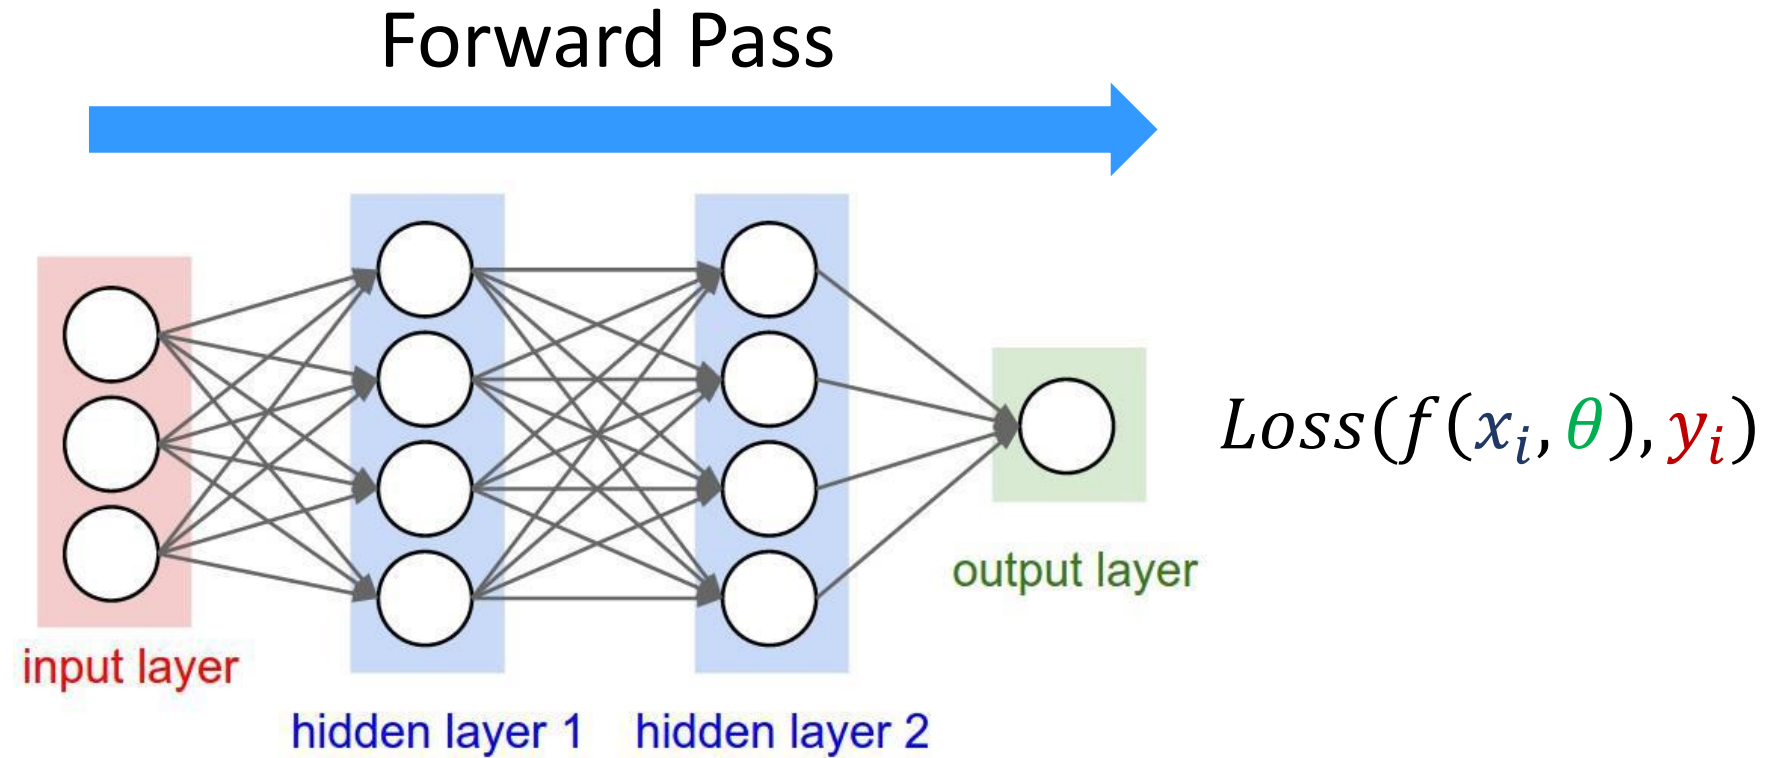 Forward Pass
input layer
hidden layer 1
hidden layer 2
output layer
Loss(f(xᵢ, θ), yᵢ)